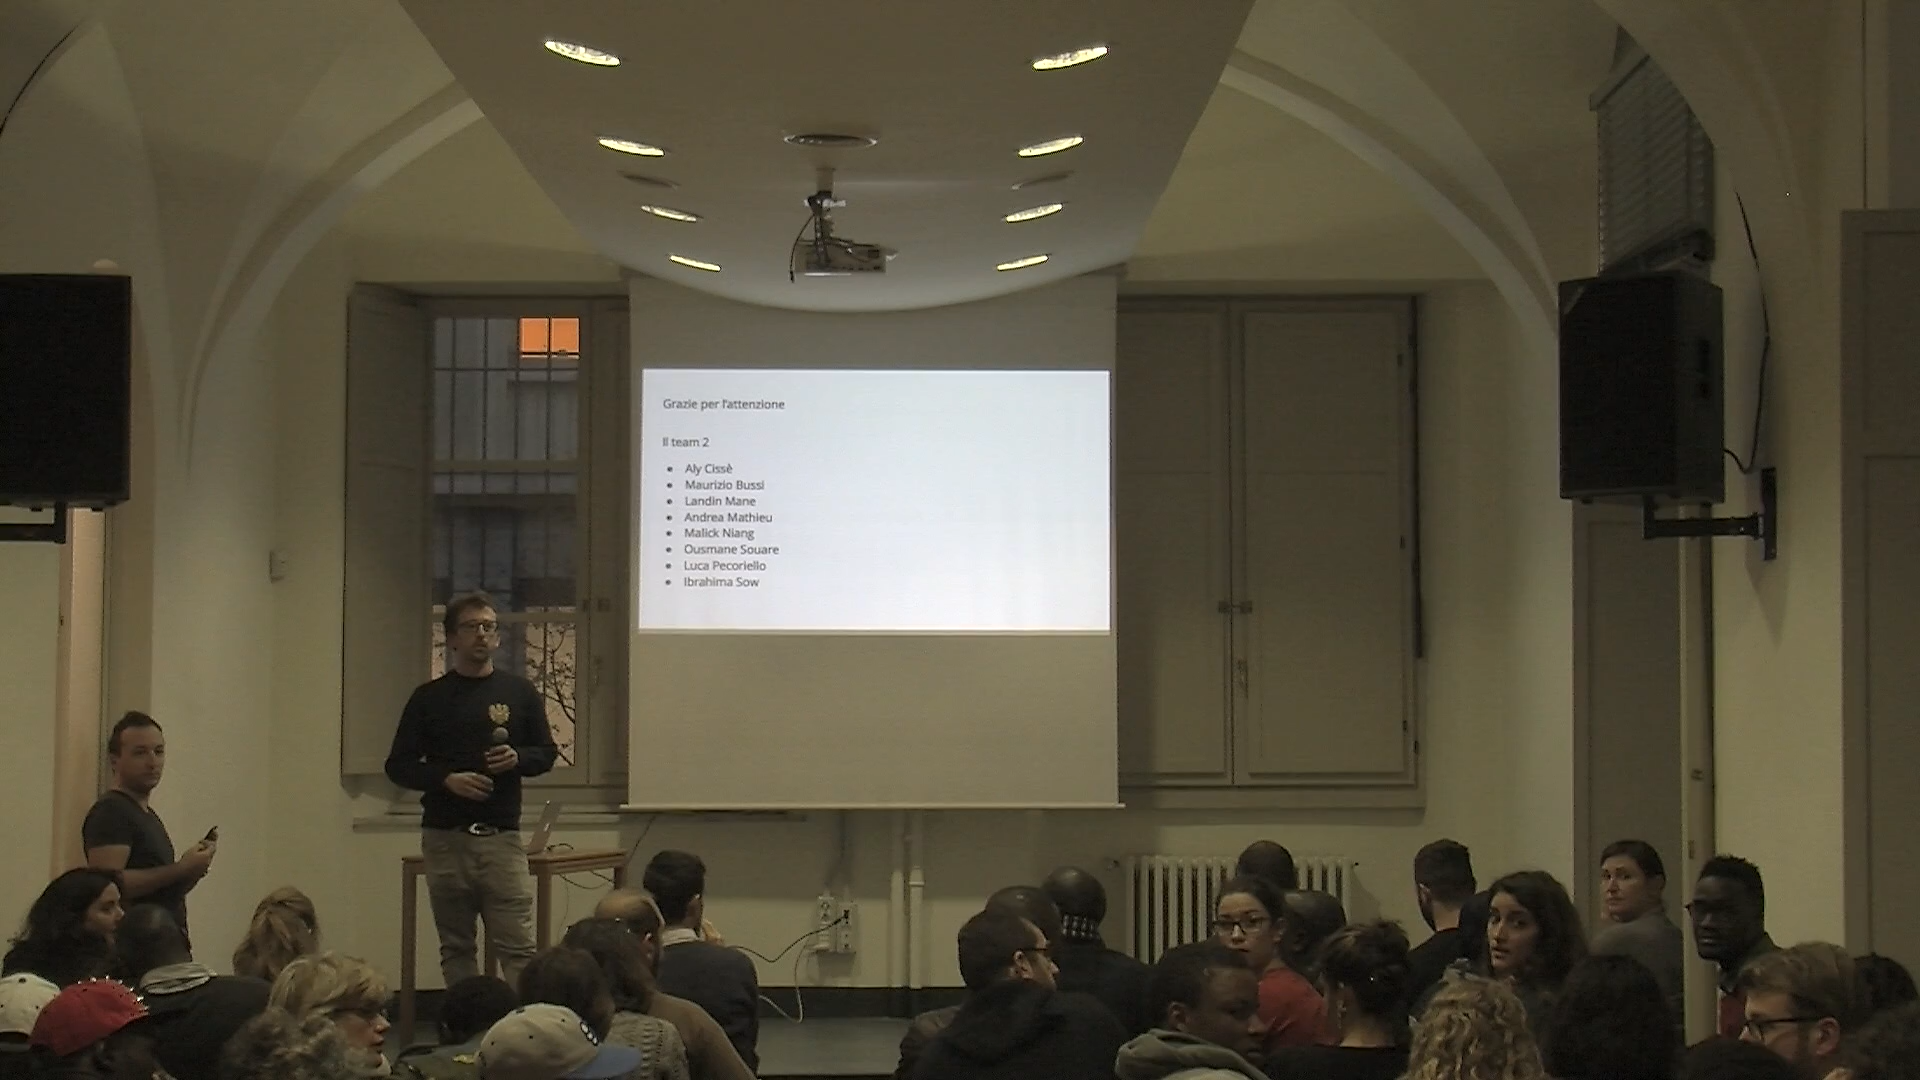 Grazie per l'attenzione
Il team 2
Aly Cissè
Maurizio Bussi
Landin Mane
Andrea Mathieu
Malick Niang
Ousmane Souare
Luca Pecoriello
Ibrahima Sow